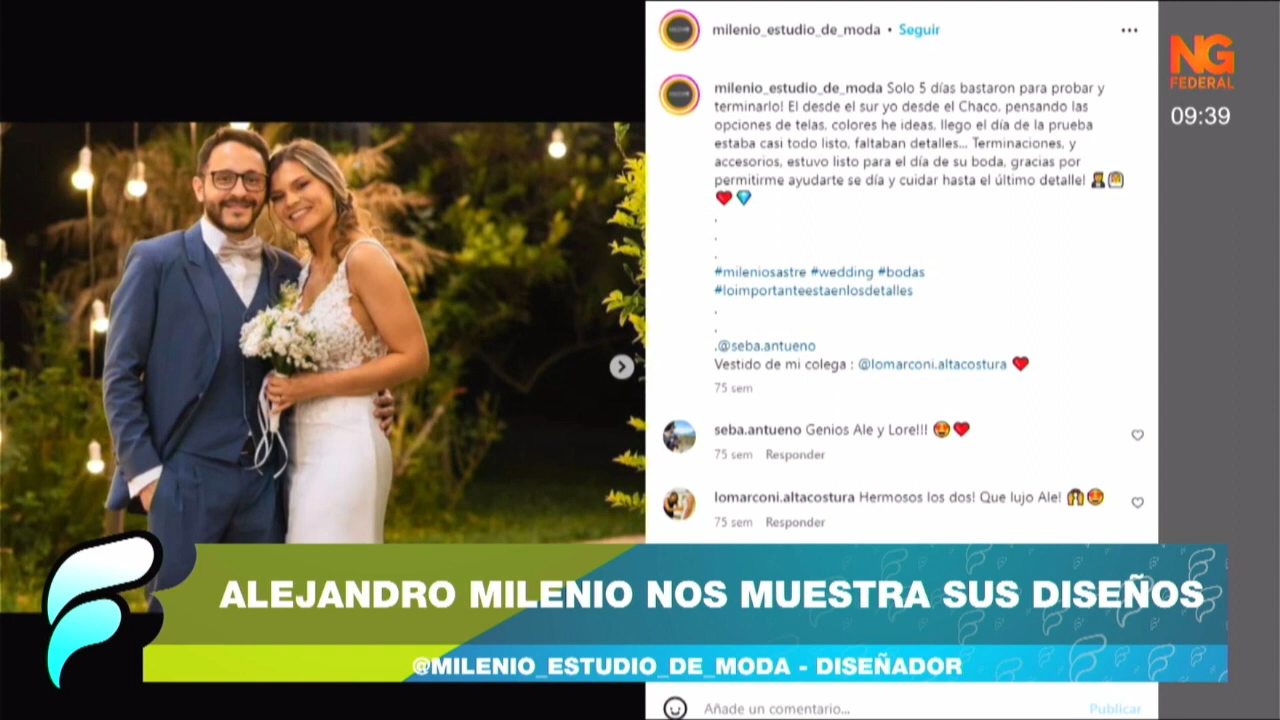 milenio_estudio_de_moda • Seguir
milenio_estudio_de_moda Solo 5 días bastaron para probar y
terminarlo! El desde el sur yo desde el Chaco, pensando las
opciones de telas, colores he ideas, llego el día de la prueba
estaba casi todo listo, faltaban detalles... Terminaciones, y
accesorios, estuvo listo para el día de su boda, gracias por
permitirme ayudarte se día y cuidar hasta el último detalle! 🤵👰
❤️💎
.
.
.
#mileniosastre #wedding #bodas
#loimportanteestaenlosdetalles
.
.
.@seba.antueno
Vestido de mi colega : @lomarconi.altacostura ❤️
75 sem
seba.antueno Genios Ale y Lore!!! 😍❤️
75 sem Responder
lomarconi.altacostura Hermosos los dos! Que lujo Ale! 🙌😍
75 sem Responder
NG
FEDERAL
09:39
ALEJANDRO MILENIO NOS MUESTRA SUS DISEÑOS
@MILENIO_ESTUDIO_DE_MODA - DISEÑADOR
Añade un comentario...
Publicar